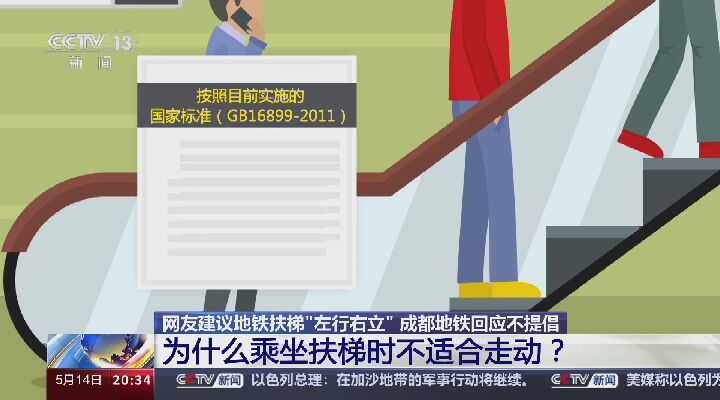 CCTV 13
新闻
按照目前实施的
国家标准（GB16899-2011）
网友建议地铁扶梯"左行右立" 成都地铁回应不提倡
为什么乘坐扶梯时不适合走动？
5月14日 20:34 CCTV新闻 以色列总理：在加沙地带的军事行动将继续。 CCTV新闻 美媒称以色列为